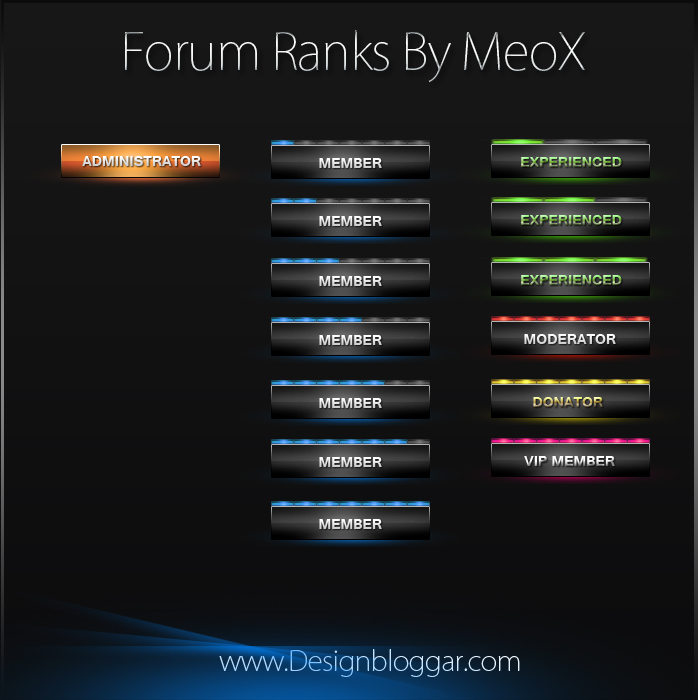 Forum Ranks By MeoX
ADMINISTRATOR
MEMBER
MEMBER
MEMBER
MEMBER
MEMBER
MEMBER
MEMBER
EXPERIENCED
EXPERIENCED
EXPERIENCED
MODERATOR
DONATOR
VIP MEMBER
www.Designbloggar.com